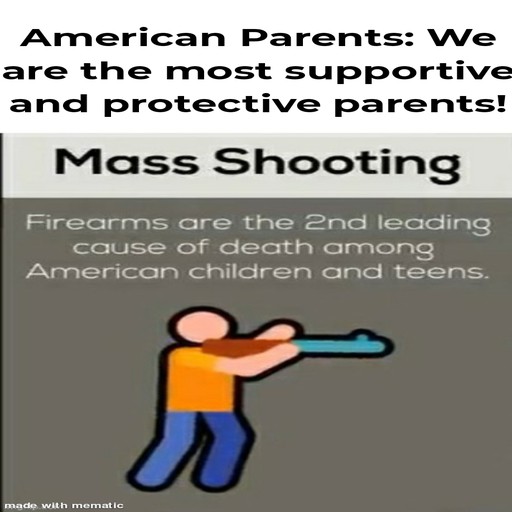 American Parents: We
are the most supportive
and protective parents!
Mass Shooting
Firearms are the 2nd leading
cause of death among
American children and teens.
made with mematic